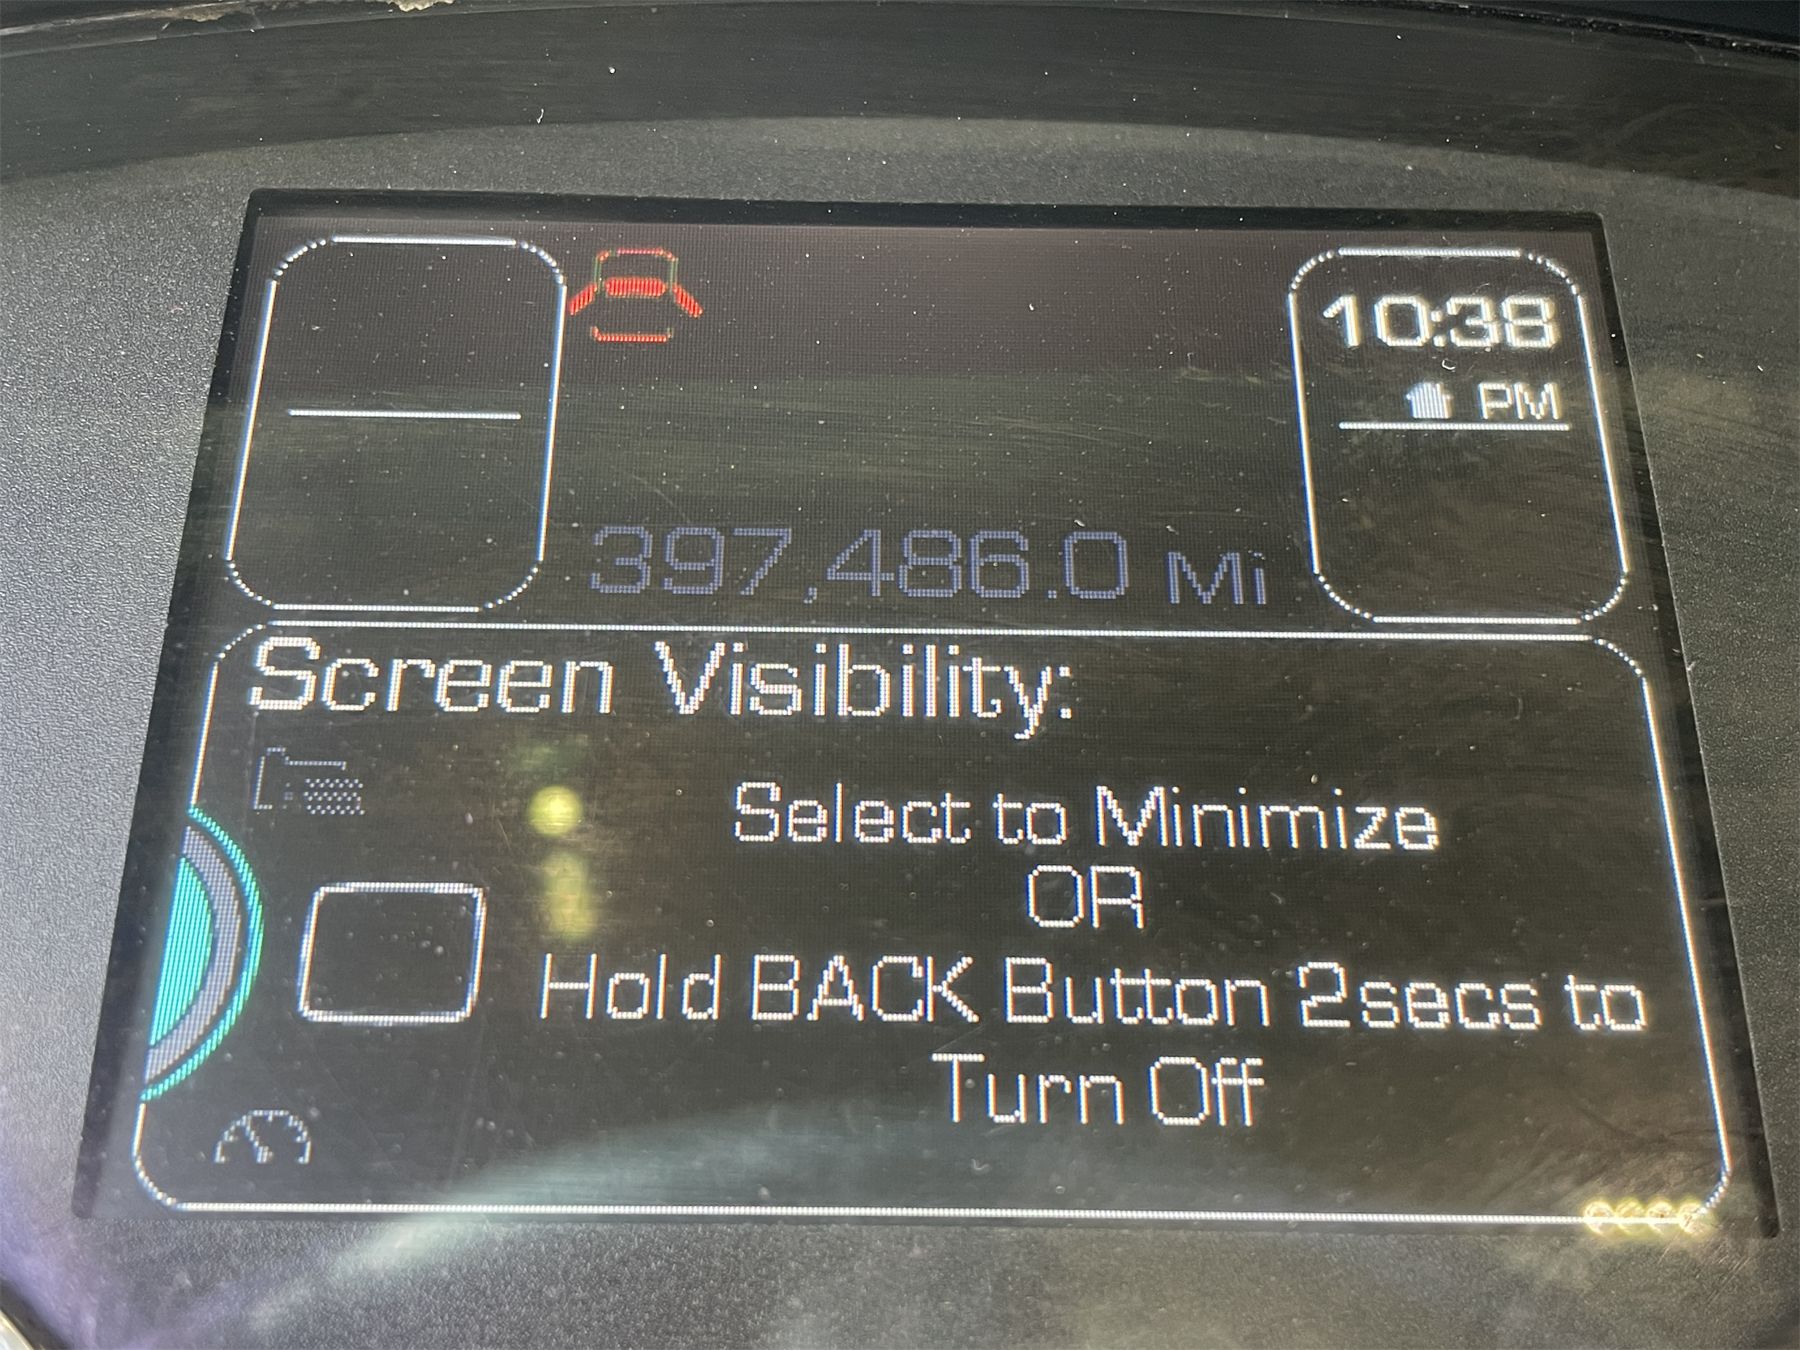 10:38
PM
397,486.0 Mi
Screen Visibility:
Select to Minimize
OR
Hold BACK Button 2secs to
Turn Off